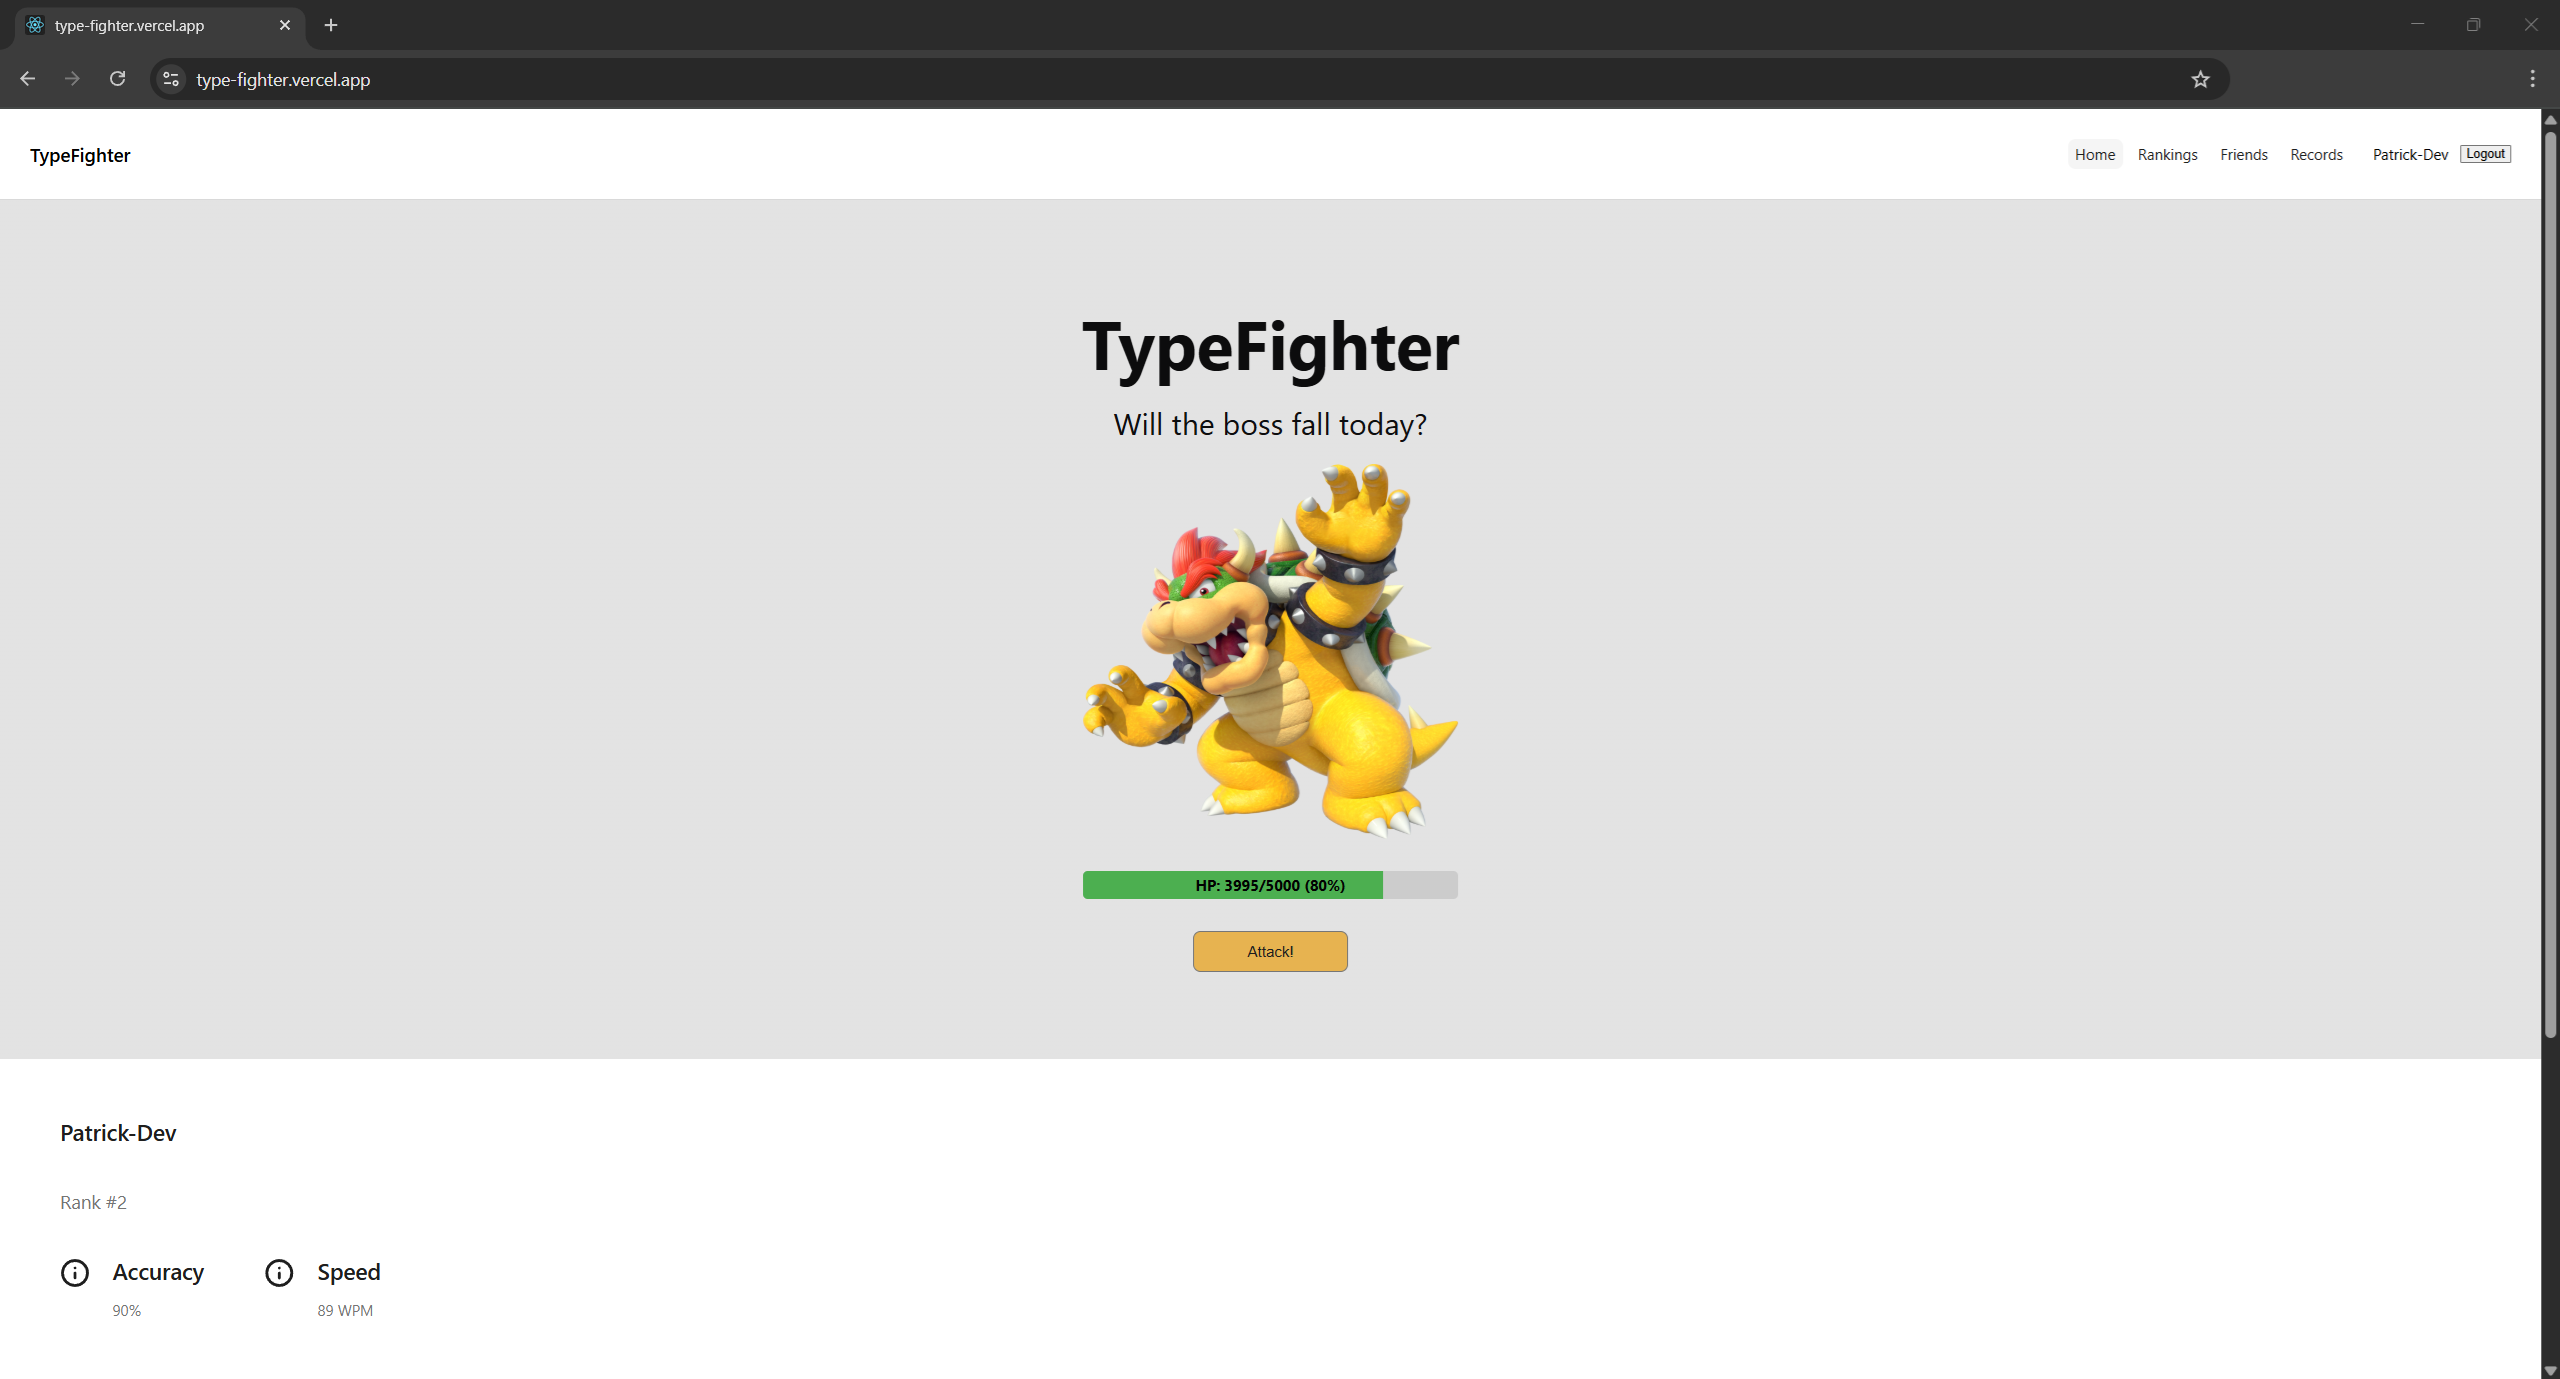 type-fighter.vercel.app
type-fighter.vercel.app
TypeFighter
Home Rankings Friends Records Patrick-Dev Logout
TypeFighter
Will the boss fall today?
HP: 3995/5000 (80%)
Attack!
Patrick-Dev
Rank #2
Accuracy Speed
90% 89 WPM